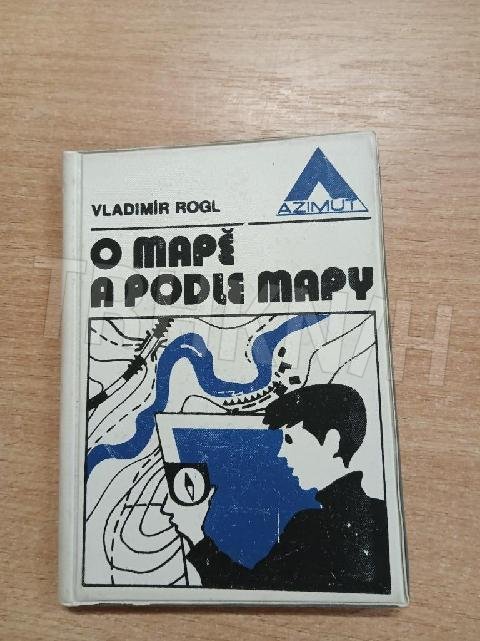 VLADIMÍR ROGL
AZIMUT
O MAPĚ
A PODLE MAPY